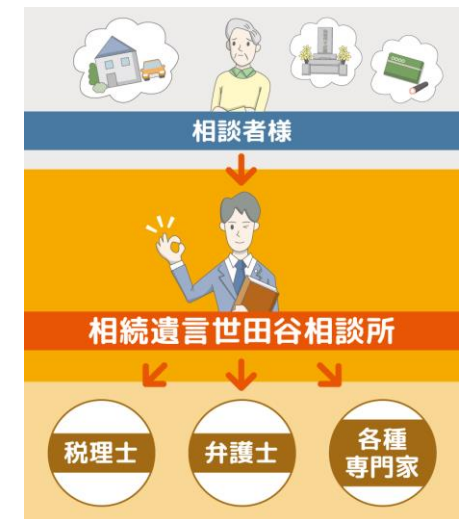 相談者様
相続遺言世田谷相談所
税理士
弁護士
各種
専門家